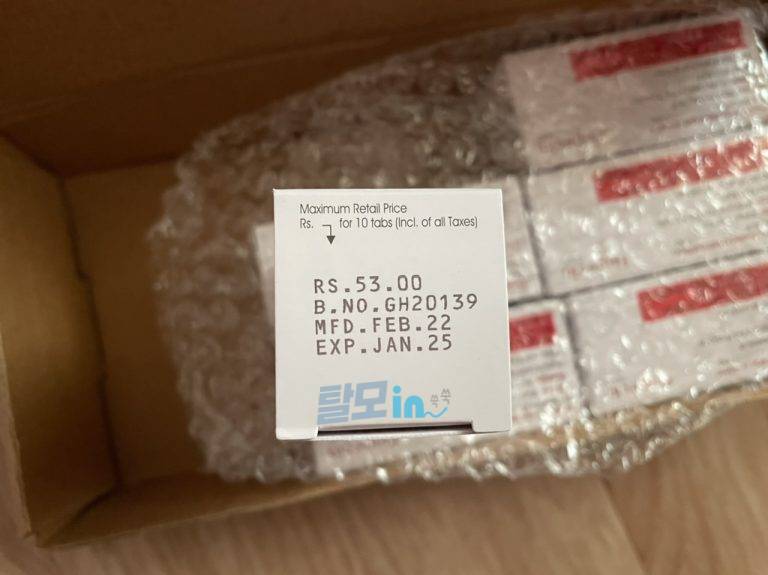 Maximum Retail Price
Rs. for 10 tabs (Incl. of all Taxes)
RS.53.00
B.NO.GH20139
MFD.FEB.22
EXP.JAN.25
탈모in